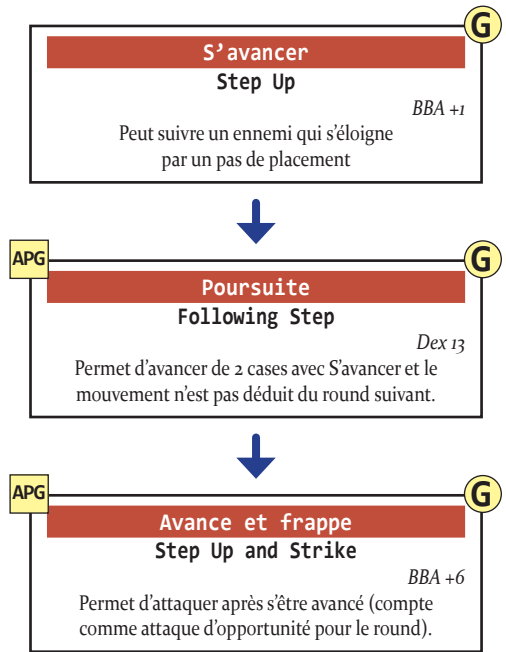 G
S'avancer
Step Up
BBA +1
Peut suivre un ennemi qui s'éloigne
par un pas de placement
APG
G
Poursuite
Following Step
Dex 13
Permet d'avancer de 2 cases avec S'avancer et le
mouvement n'est pas déduit du round suivant.
APG
G
Avance et frappe
Step Up and Strike
BBA +6
Permet d'attaquer après s'être avancé (compte
comme attaque d'opportunité pour le round).